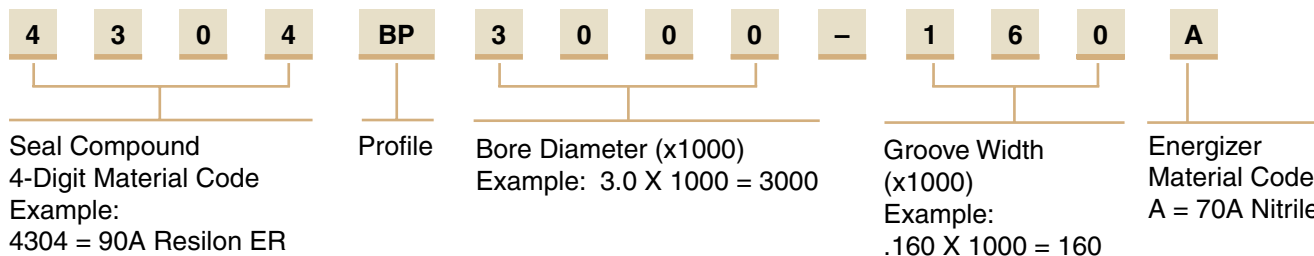 4 3 0 4 BP 3 0 0 0 – 1 6 0 A
Seal Compound
4-Digit Material Code
Example:
4304 = 90A Resilon ER
Profile
Bore Diameter (x1000)
Example: 3.0 X 1000 = 3000
Groove Width
(x1000)
Example:
.160 X 1000 = 160
Energizer
Material Code
A = 70A Nitrile